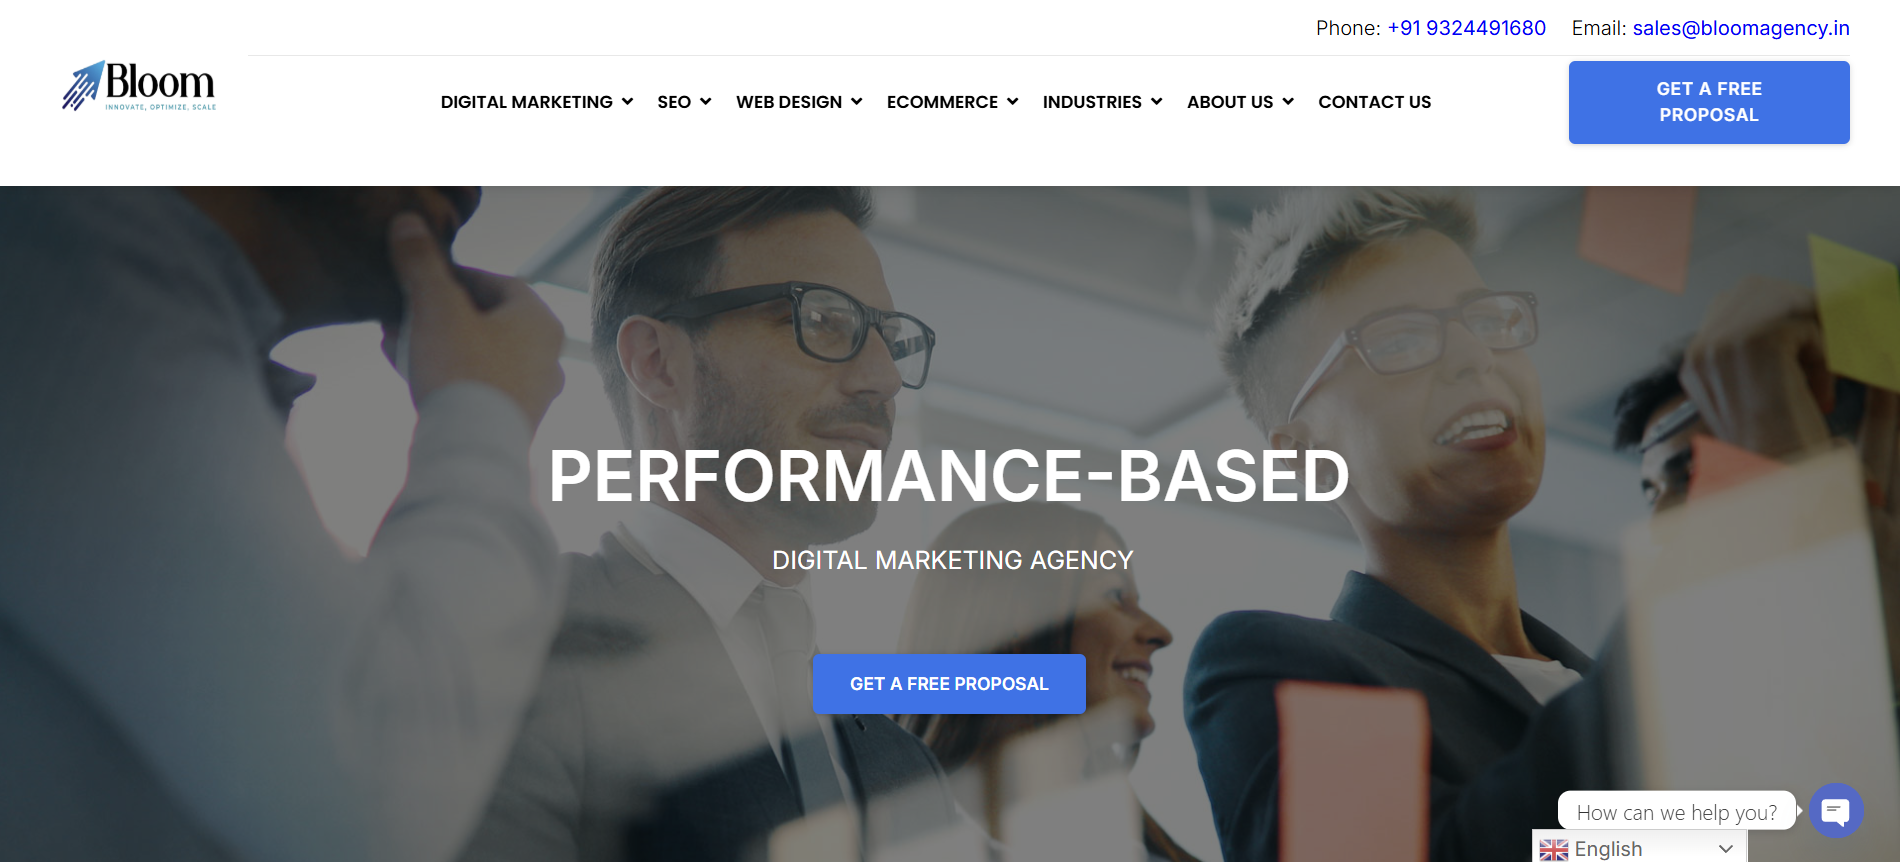 Phone: +91 9324491680 Email: sales@bloomagency.in
Bloom
INNOVATE, OPTIMIZE, SCALE
DIGITAL MARKETING SEO WEB DESIGN ECOMMERCE INDUSTRIES ABOUT US CONTACT US
GET A FREE
PROPOSAL
PERFORMANCE-BASED
DIGITAL MARKETING AGENCY
GET A FREE PROPOSAL
How can we help you?
English